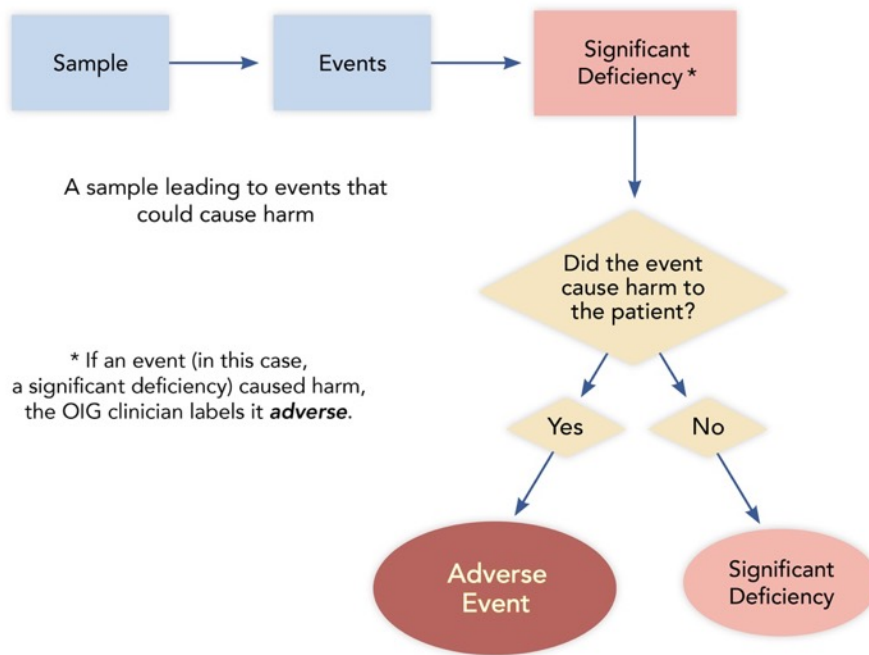 Sample
Events
Significant
Deficiency *
A sample leading to events that
could cause harm
Did the event
cause harm to
the patient?
* If an event (in this case,
a significant deficiency) caused harm,
the OIG clinician labels it adverse.
Yes
No
Adverse
Event
Significant
Deficiency